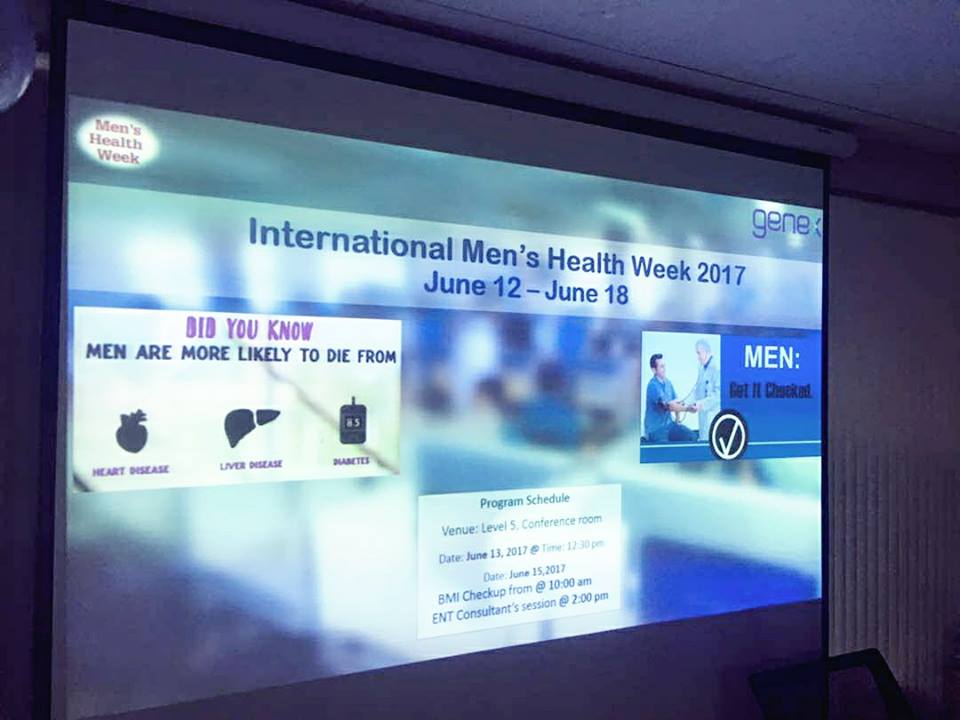 Men's
Health
Week
gene
International Men's Health Week 2017
June 12 – June 18
DID YOU KNOW
MEN ARE MORE LIKELY TO DIE FROM
8.5
HEART DISEASE
LIVER DISEASE
DIABETES
MEN:
Get It Checked.
Program Schedule
Venue: Level 5, Conference room
Date: June 13, 2017 @ Time: 12:30 pm
Date: June 15,2017
BMI Checkup from @ 10:00 am
ENT Consultant's session @ 2:00 pm